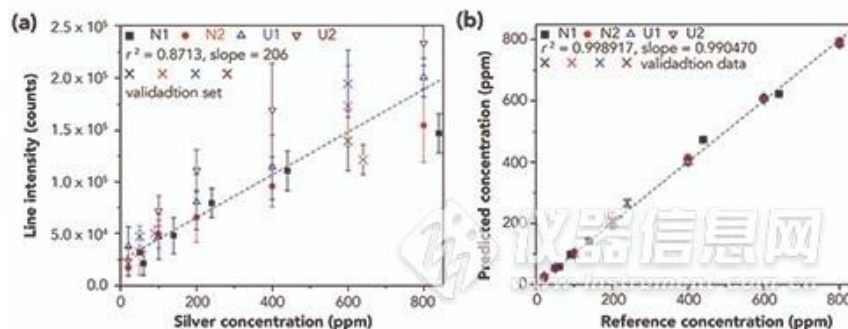 (a)
N1 N2 U1 U2
r² = 0.8713, slope = 206
validadtion set
2.5 x 10⁵
2.0 x 10⁵
1.5 x 10⁵
1.0 x 10⁵
5.0 x 10⁴
0.0
Line intensity (counts)
0 200 400 600 800
Silver concentration (ppm)
(b)
N1 N2 U1 U2
r² = 0.998917, slope = 0.990470
validadtion data
800
600
400
200
0
Predicted concentration (ppm)
0 200 400 600 800
Reference concentration (ppm)
仪器信息网